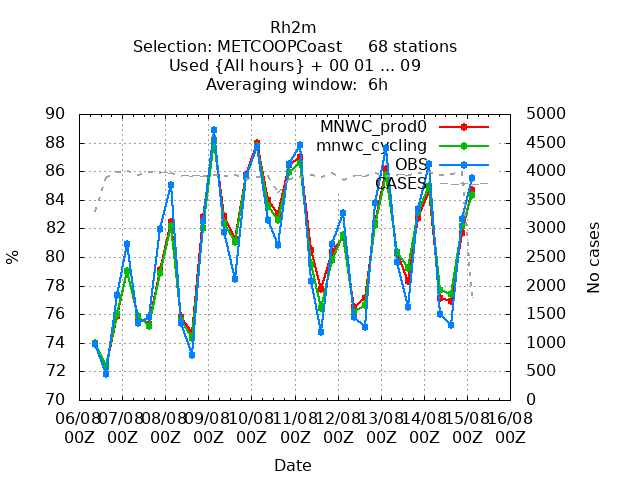 Rh2m
Selection: METCOOPCoast 68 stations
Used {All hours} + 00 01 ... 09
Averaging window: 6h
90 5000
MNWC_prod0
88 4500
mnwc_cycling
86 4000
OBS
CASES
84 3500
82 3000
80 2500
78 2000
76 1500
74 1000
72 500
70 0
% No cases
06/08 07/08 08/08 09/08 10/08 11/08 12/08 13/08 14/08 15/08 16/08
00Z 00Z 00Z 00Z 00Z 00Z 00Z 00Z 00Z 00Z 00Z
Date